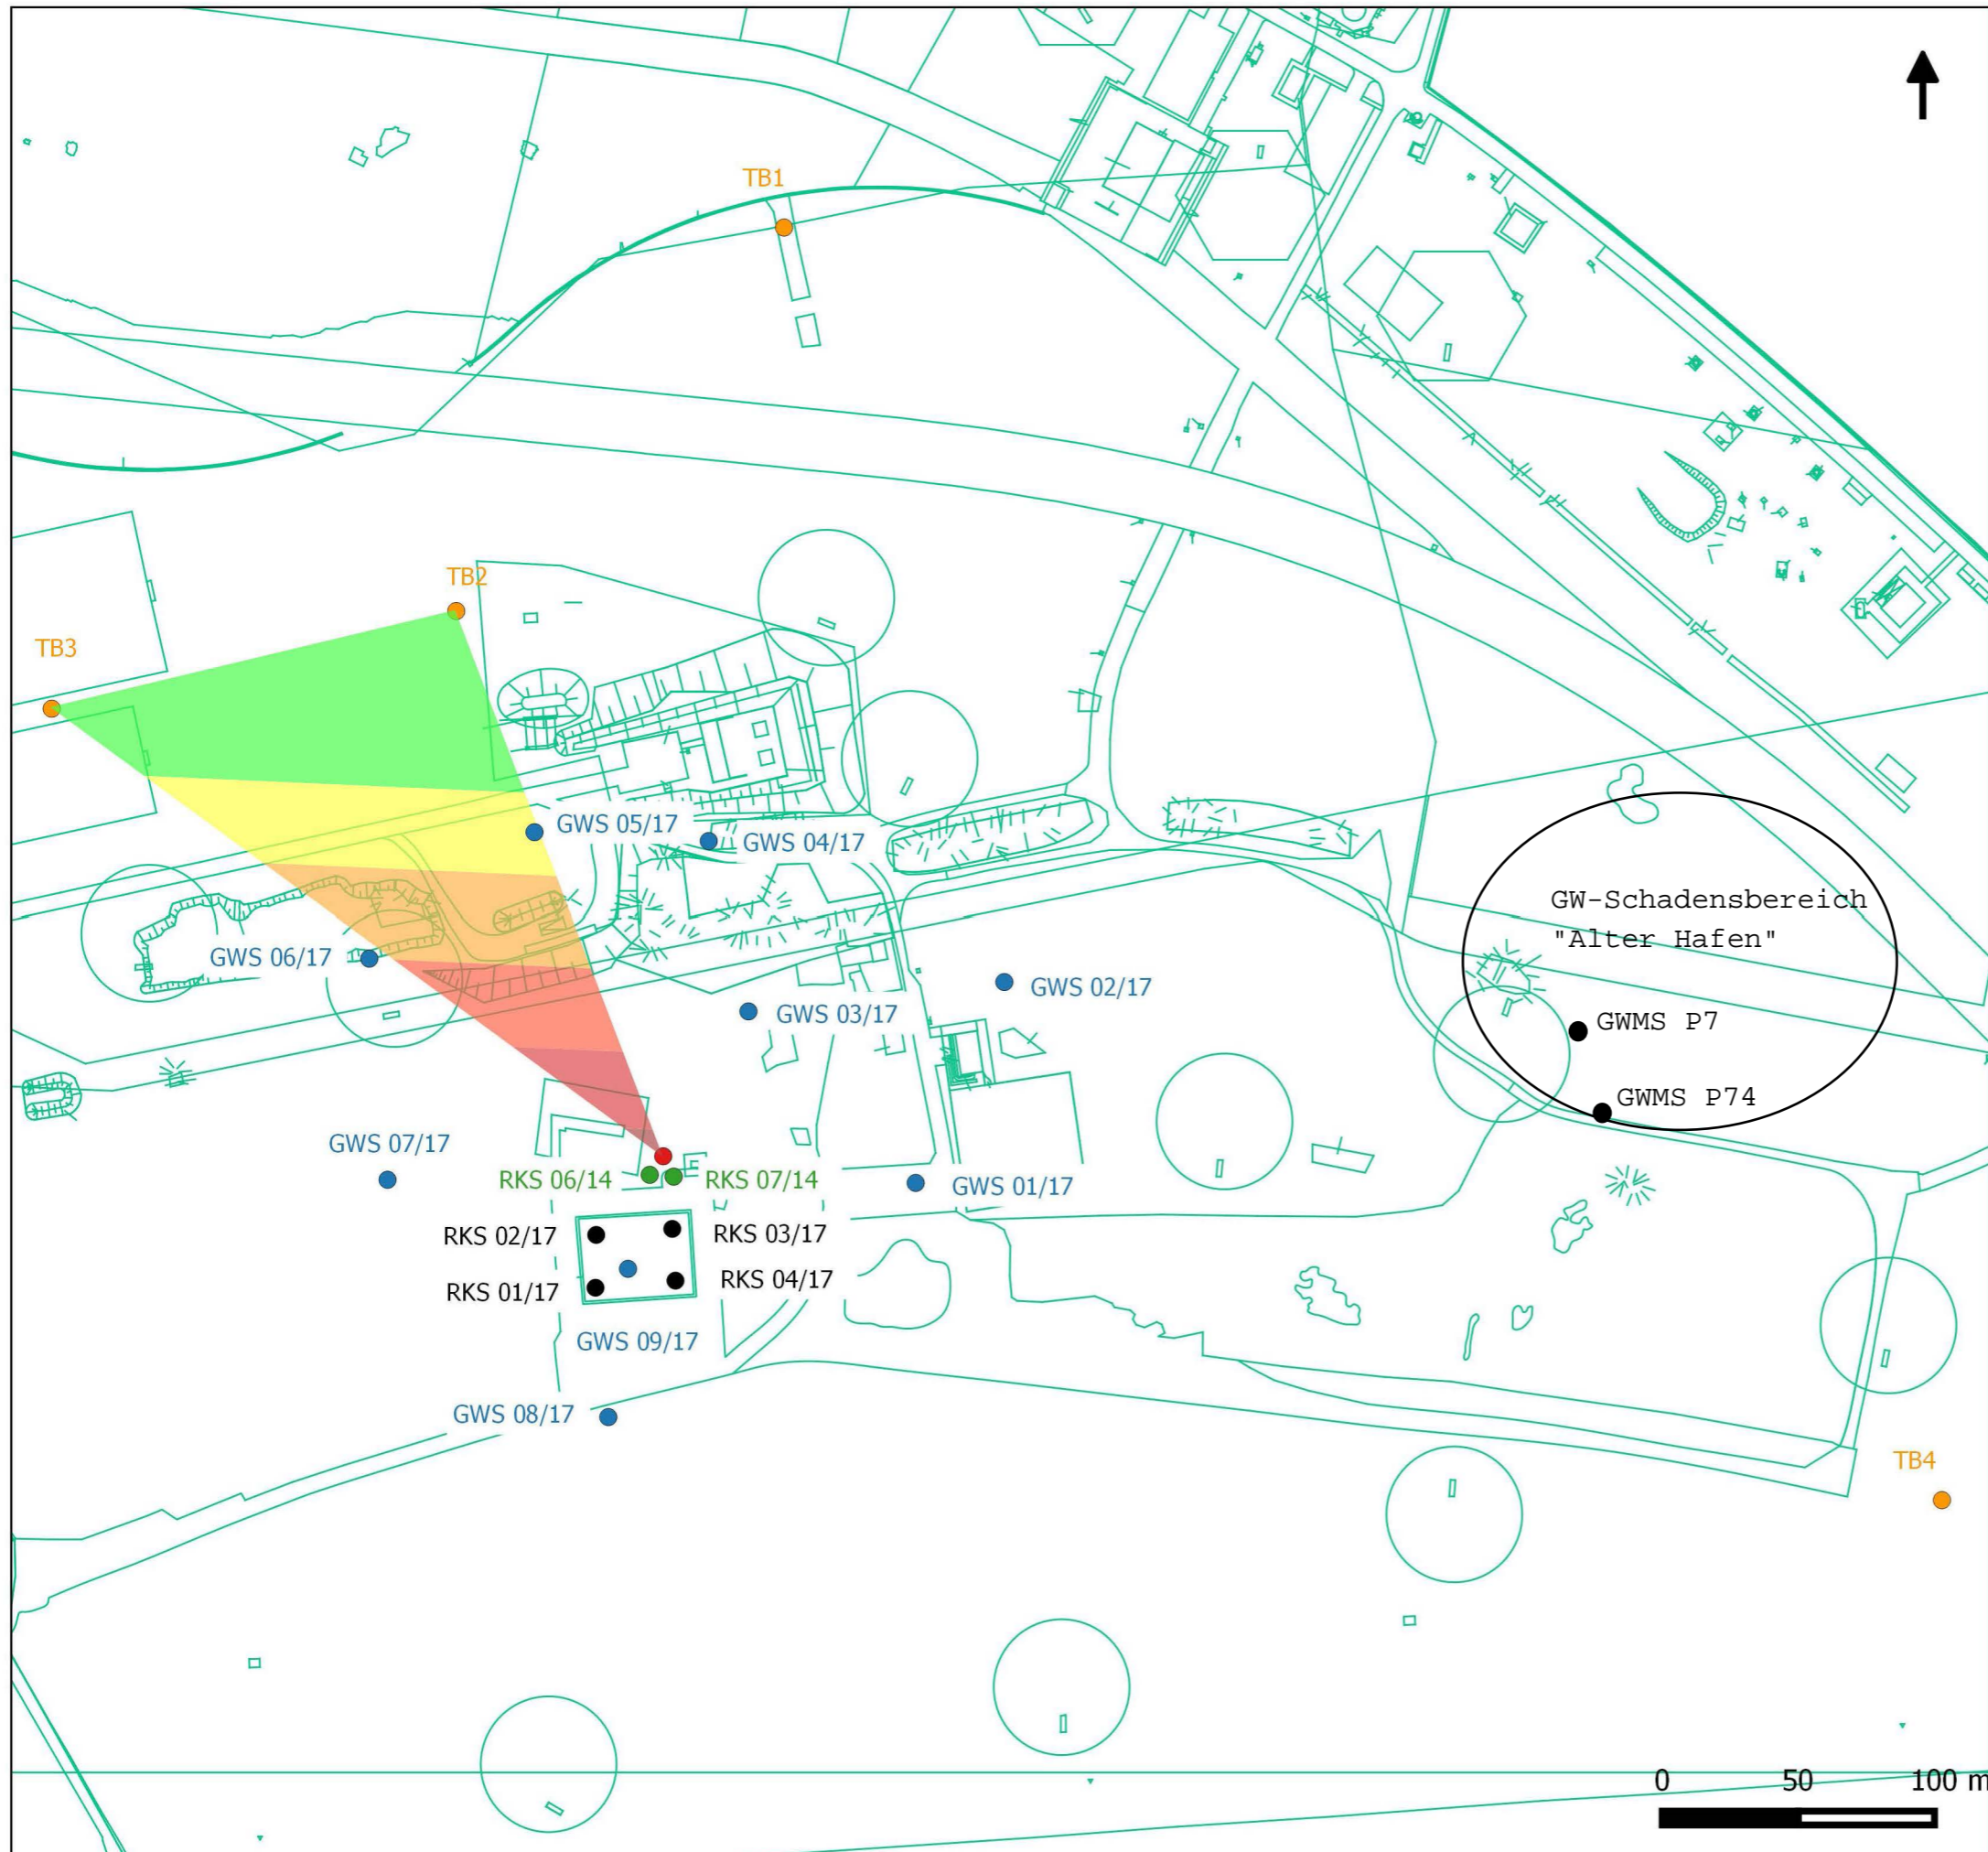 TB1
TB2
TB3
GWS 05/17
GWS 04/17
GW-Schadensbereich
"Alter Hafen"
GWS 06/17
GWS 02/17
GWS 03/17
GWMS P7
GWMS P74
GWS 07/17
RKS 06/14
RKS 07/14
GWS 01/17
RKS 02/17
RKS 03/17
RKS 01/17
RKS 04/17
GWS 09/17
GWS 08/17
TB4
0 50 100 m